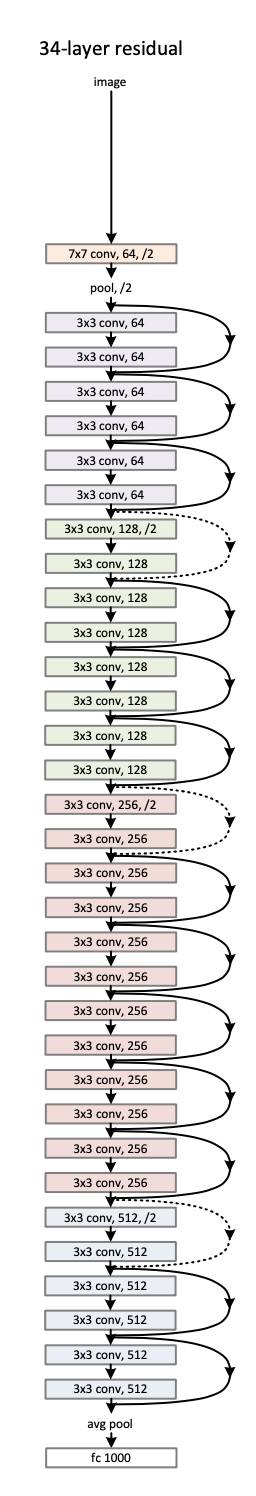 34-layer residual
image
7x7 conv, 64, /2
pool, /2
3x3 conv, 64
3x3 conv, 64
3x3 conv, 64
3x3 conv, 64
3x3 conv, 64
3x3 conv, 64
3x3 conv, 128, /2
3x3 conv, 128
3x3 conv, 128
3x3 conv, 128
3x3 conv, 128
3x3 conv, 128
3x3 conv, 128
3x3 conv, 128
3x3 conv, 256, /2
3x3 conv, 256
3x3 conv, 256
3x3 conv, 256
3x3 conv, 256
3x3 conv, 256
3x3 conv, 256
3x3 conv, 256
3x3 conv, 256
3x3 conv, 256
3x3 conv, 256
3x3 conv, 256
3x3 conv, 512, /2
3x3 conv, 512
3x3 conv, 512
3x3 conv, 512
3x3 conv, 512
3x3 conv, 512
avg pool
fc 1000